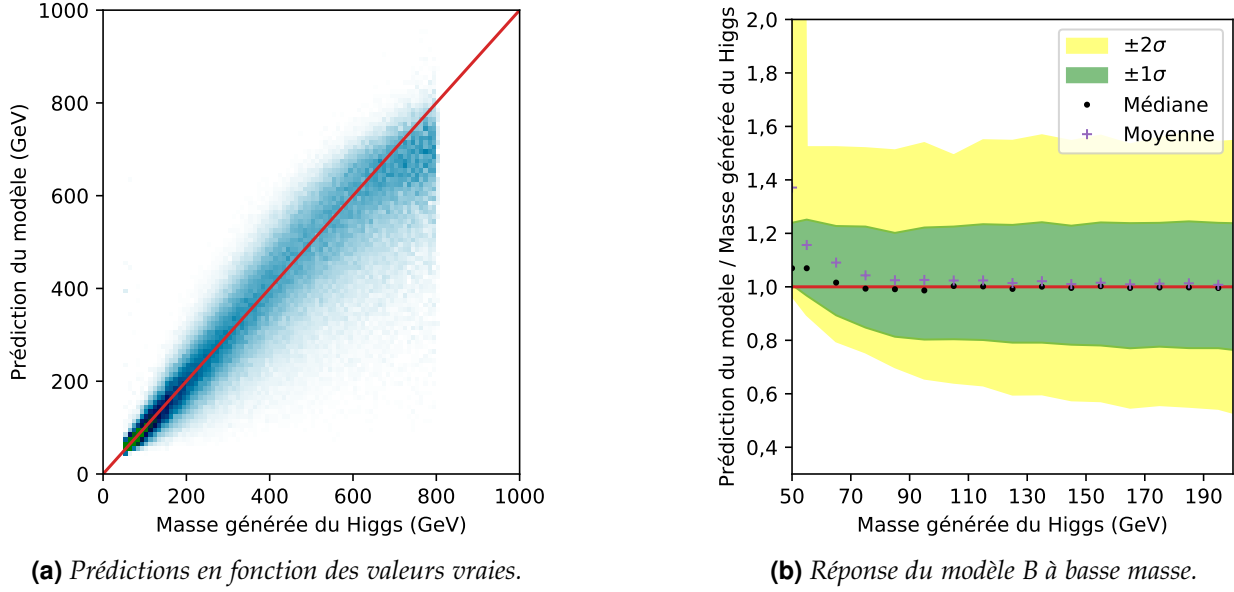 1000
800
600
400
200
0
Prédiction du modèle (GeV)
0 200 400 600 800 1000
Masse générée du Higgs (GeV)
(a) Prédictions en fonction des valeurs vraies.
2,0
1,8
1,6
1,4
1,2
1,0
0,8
0,6
0,4
Prédiction du modèle / Masse générée du Higgs
±2σ
±1σ
Médiane
Moyenne
50 70 90 110 130 150 170 190
Masse générée du Higgs (GeV)
(b) Réponse du modèle B à basse masse.